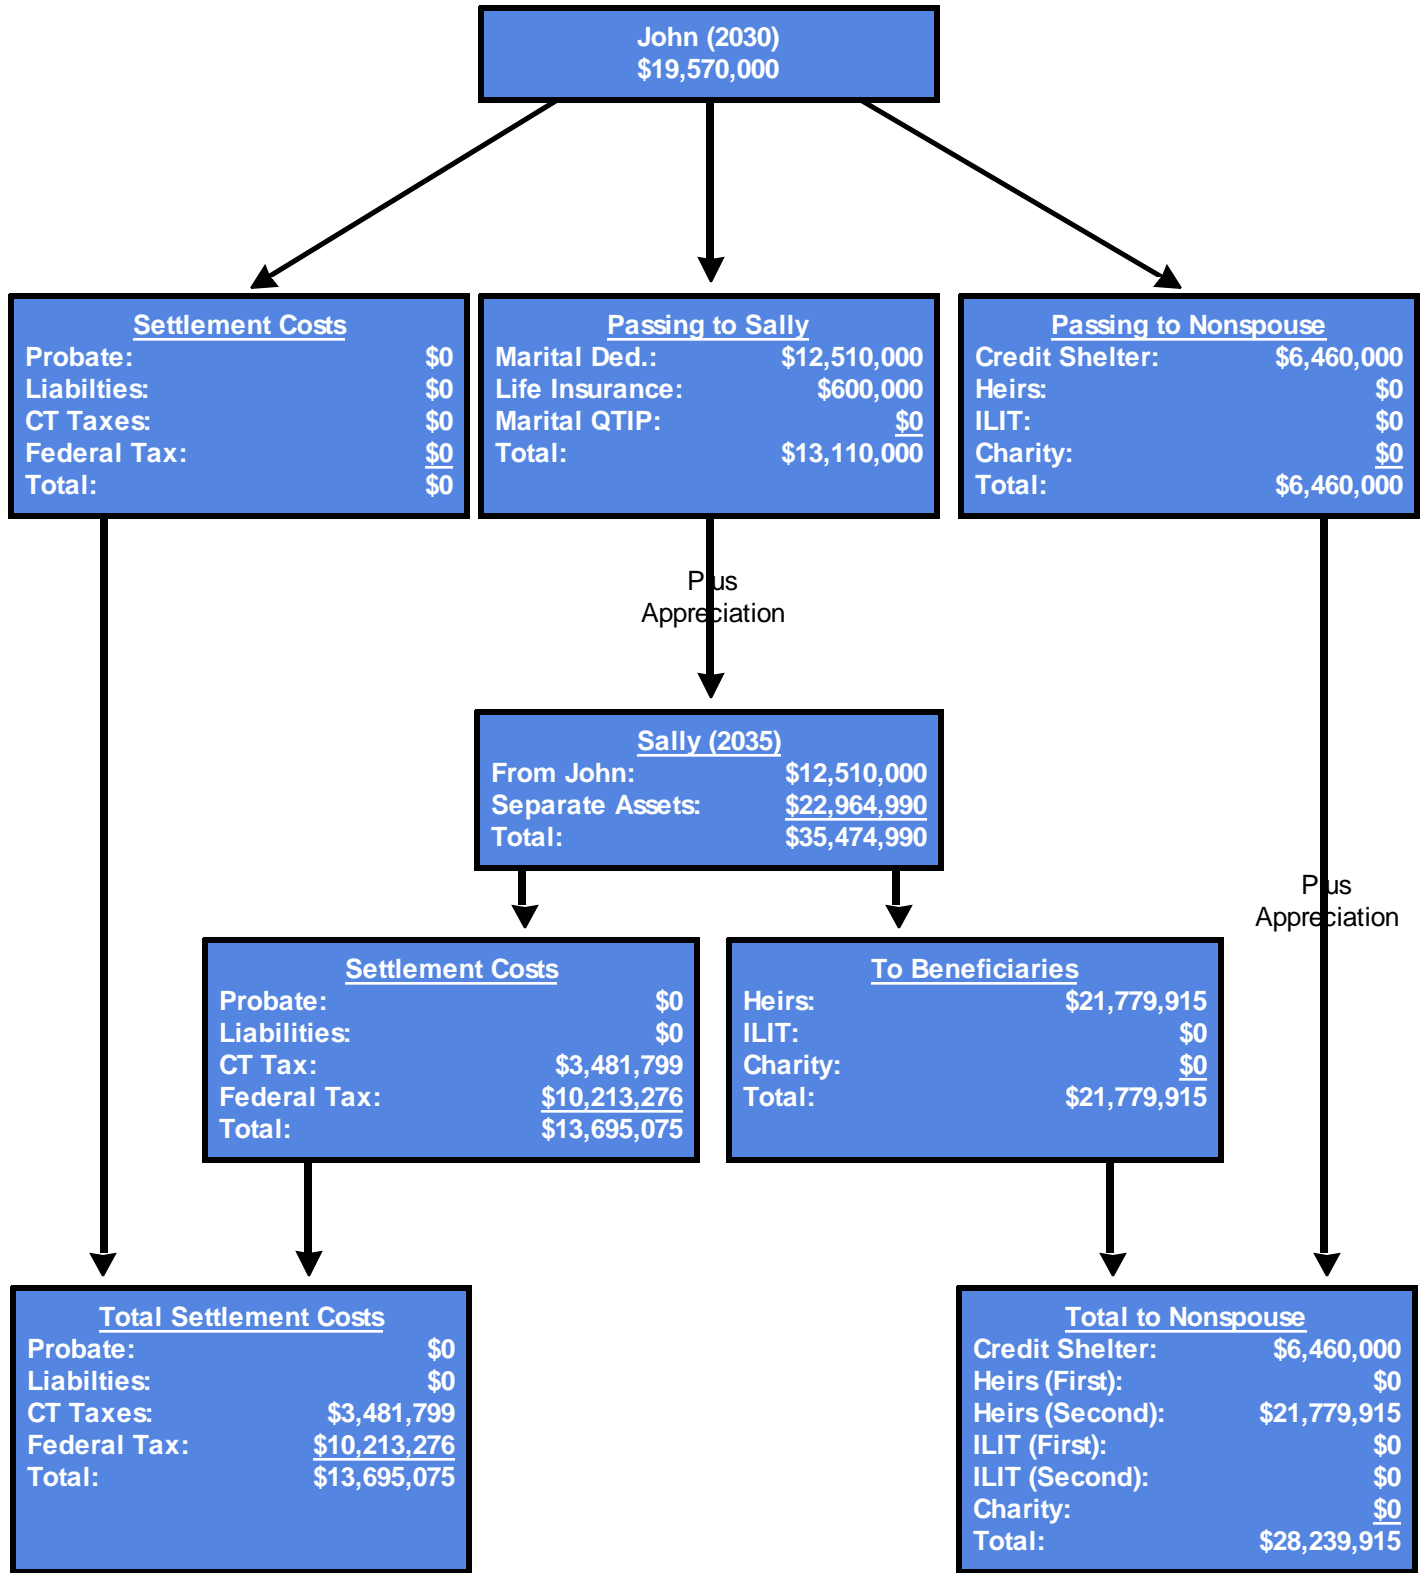 John (2030)
$19,570,000
Settlement Costs
Probate: $0
Liabilties: $0
CT Taxes: $0
Federal Tax: $0
Total: $0
Passing to Sally
Marital Ded.: $12,510,000
Life Insurance: $600,000
Marital QTIP: $0
Total: $13,110,000
Passing to Nonspouse
Credit Shelter: $6,460,000
Heirs: $0
ILIT: $0
Charity: $0
Total: $6,460,000
Plus
Appreciation
Sally (2035)
From John: $12,510,000
Separate Assets: $22,964,990
Total: $35,474,990
Plus
Appreciation
Settlement Costs
Probate: $0
Liabilities: $0
CT Tax: $3,481,799
Federal Tax: $10,213,276
Total: $13,695,075
To Beneficiaries
Heirs: $21,779,915
ILIT: $0
Charity: $0
Total: $21,779,915
Total Settlement Costs
Probate: $0
Liabilties: $0
CT Taxes: $3,481,799
Federal Tax: $10,213,276
Total: $13,695,075
Total to Nonspouse
Credit Shelter: $6,460,000
Heirs (First): $0
Heirs (Second): $21,779,915
ILIT (First): $0
ILIT (Second): $0
Charity: $0
Total: $28,239,915